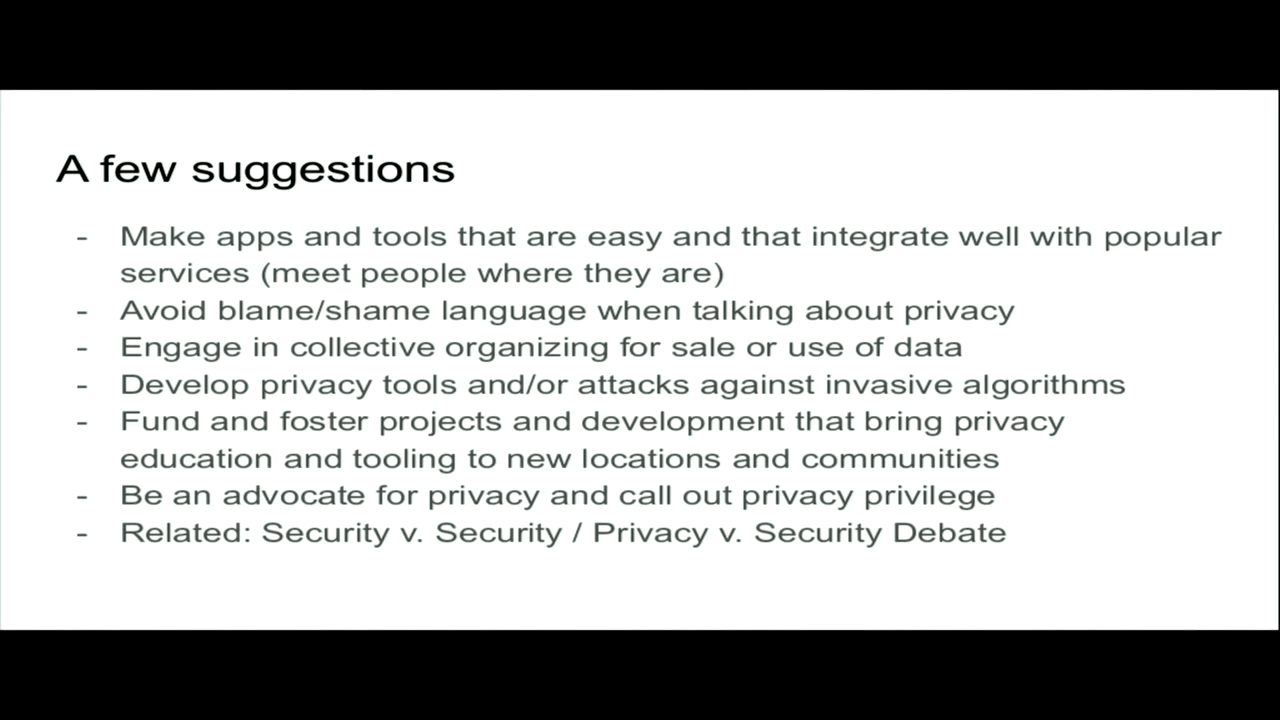 A few suggestions
- Make apps and tools that are easy and that integrate well with popular
services (meet people where they are)
- Avoid blame/shame language when talking about privacy
- Engage in collective organizing for sale or use of data
- Develop privacy tools and/or attacks against invasive algorithms
- Fund and foster projects and development that bring privacy
education and tooling to new locations and communities
- Be an advocate for privacy and call out privacy privilege
- Related: Security v. Security / Privacy v. Security Debate